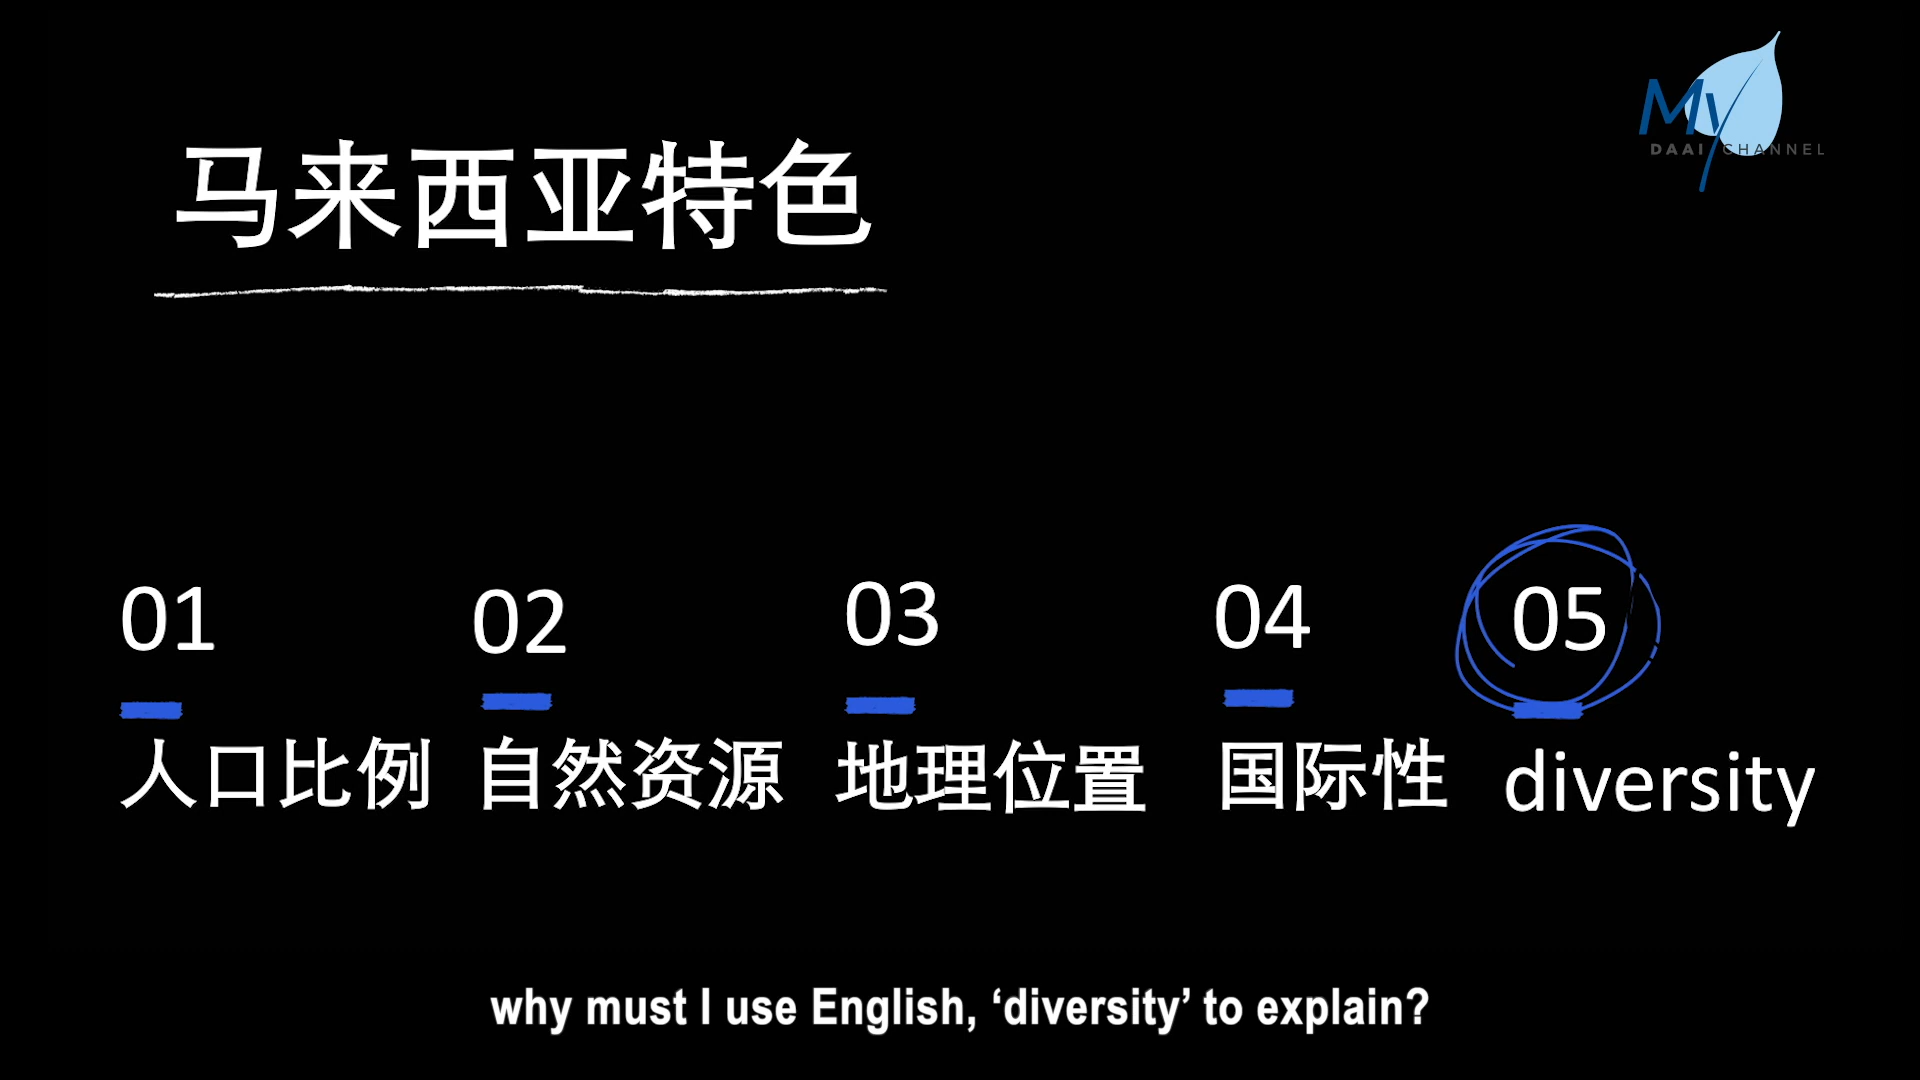 My
DAAI CHANNEL
马来西亚特色
01
02
03
04
05
人口比例
自然资源
地理位置
国际性
diversity
why must I use English, ‘diversity’ to explain?